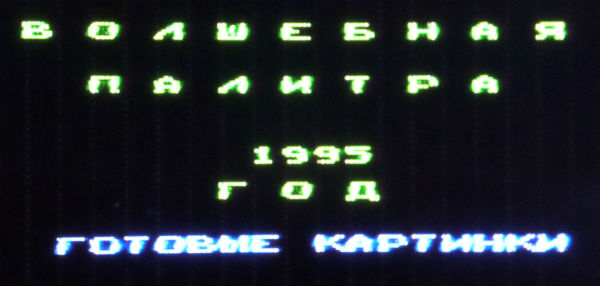 ВОЛШЕБНАЯ
ПАЛИТРА
1995
ГОД
ГОТОВЫЕ КАРТИНКИ